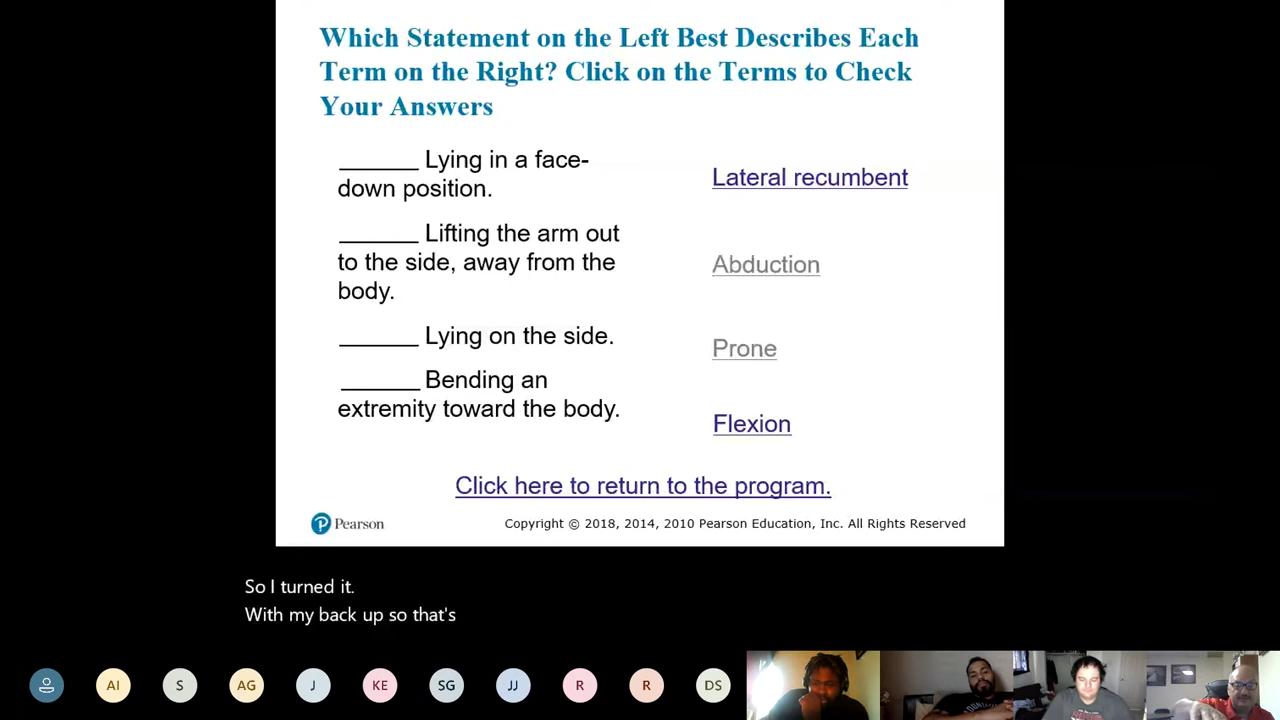 Which Statement on the Left Best Describes Each
Term on the Right? Click on the Terms to Check
Your Answers
______ Lying in a face-
down position.
______ Lifting the arm out
to the side, away from the
body.
______ Lying on the side.
______ Bending an
extremity toward the body.
Lateral recumbent
Abduction
Prone
Flexion
Click here to return to the program.
Pearson
Copyright © 2018, 2014, 2010 Pearson Education, Inc. All Rights Reserved
So I turned it.
With my back up so that's
AI S AG J KE SG JJ R R DS